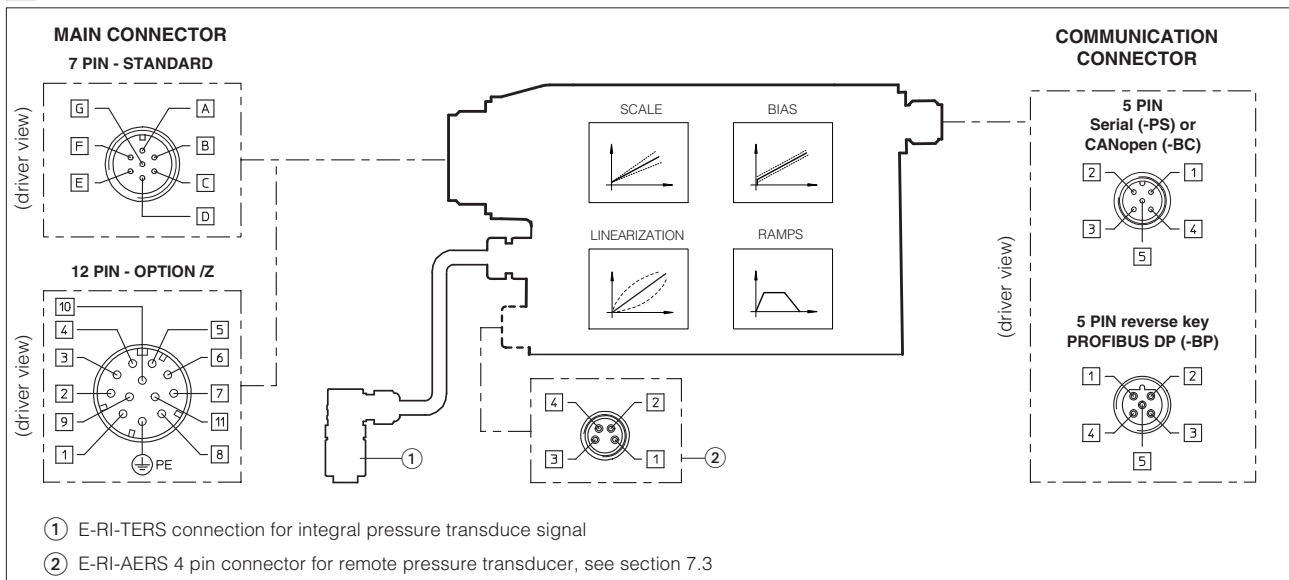 MAIN CONNECTOR
7 PIN - STANDARD
(driver view)
G
A
F
B
E
C
D
12 PIN - OPTION /Z
(driver view)
10
4
5
3
6
2
7
9
11
1
8
PE
SCALE
BIAS
LINEARIZATION
RAMPS
1
4
2
3
1
2
COMMUNICATION
CONNECTOR
(driver view)
5 PIN
Serial (-PS) or
CANopen (-BC)
2
1
3
4
5
5 PIN reverse key
PROFIBUS DP (-BP)
1
2
4
3
5
1 E-RI-TERS connection for integral pressure transduce signal
2 E-RI-AERS 4 pin connector for remote pressure transducer, see section 7.3